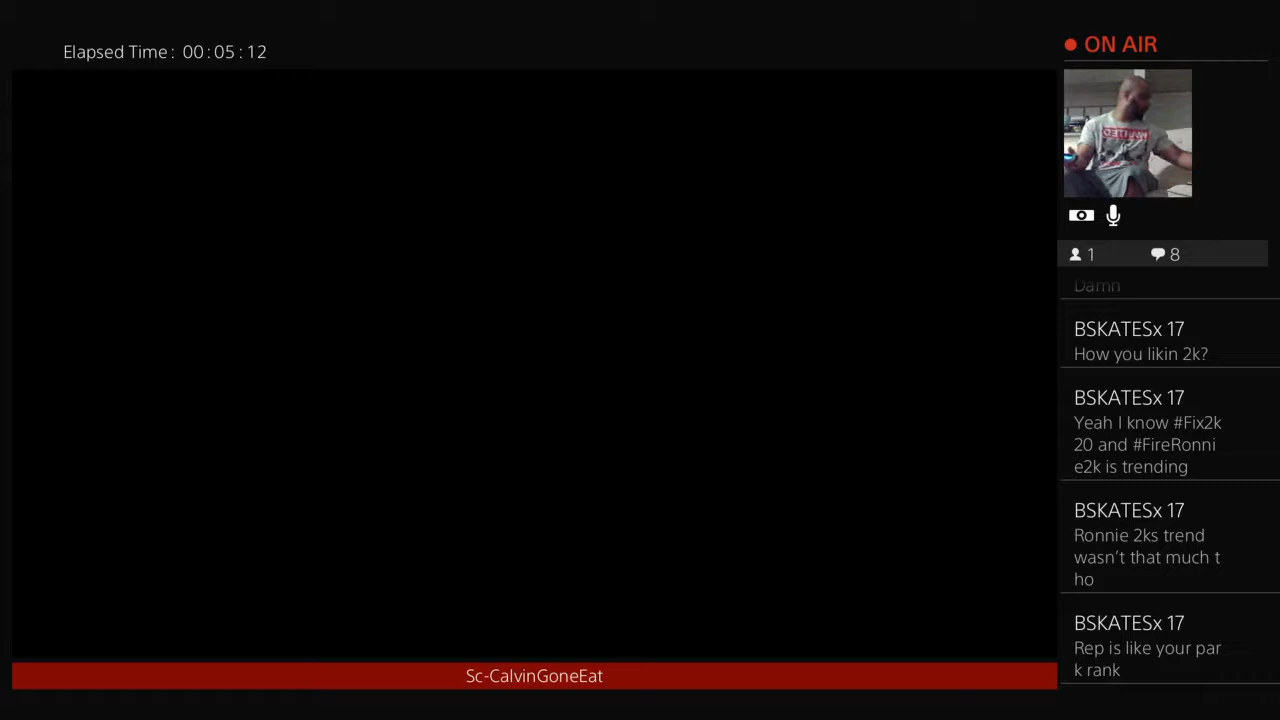 Elapsed Time: 00:05:12
ON AIR
1 8
Damn
BSKATESx 17
How you likin 2k?
BSKATESx 17
Yeah I know #Fix2k
20 and #FireRonni
e2k is trending
BSKATESx 17
Ronnie 2ks trend
wasn't that much t
ho
BSKATESx 17
Rep is like your par
k rank
Sc-CalvinGoneEat